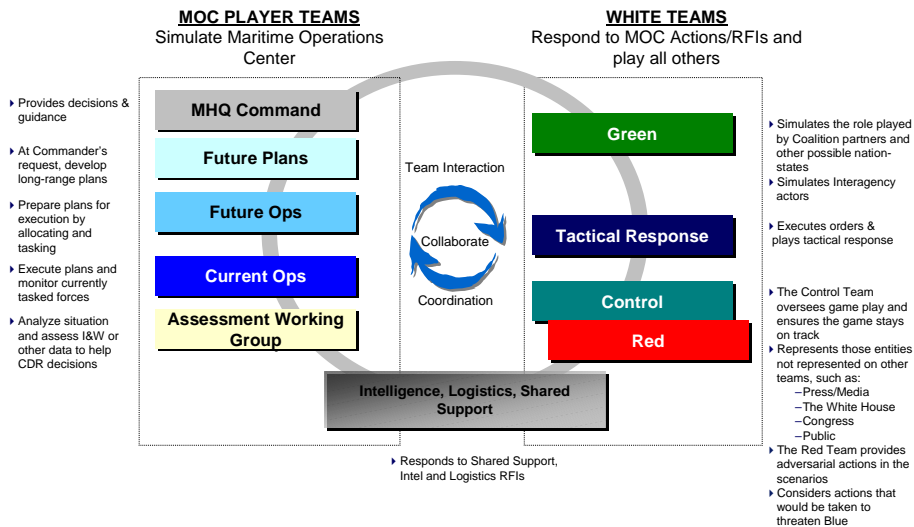 MOC PLAYER TEAMS
Simulate Maritime Operations
Center
WHITE TEAMS
Respond to MOC Actions/RFIs and
play all others
Provides decisions &
guidance
At Commander's
request, develop
long-range plans
Prepare plans for
execution by
allocating and
tasking
Execute plans and
monitor currently
tasked forces
Analyze situation
and assess I&W or
other data to help
CDR decisions
MHQ Command
Future Plans
Future Ops
Current Ops
Assessment Working
Group
Team Interaction
Collaborate
Coordination
Intelligence, Logistics, Shared
Support
Responds to Shared Support,
Intel and Logistics RFIs
Green
Tactical Response
Control
Red
Simulates the role played
by Coalition partners and
other possible nation-
states
Simulates Interagency
actors
Executes orders &
plays tactical response
The Control Team
oversees game play and
ensures the game stays
on track
Represents those entities
not represented on other
teams, such as:
–Press/Media
–The White House
–Congress
–Public
The Red Team provides
adversarial actions in the
scenarios
Considers actions that
would be taken to
threaten Blue